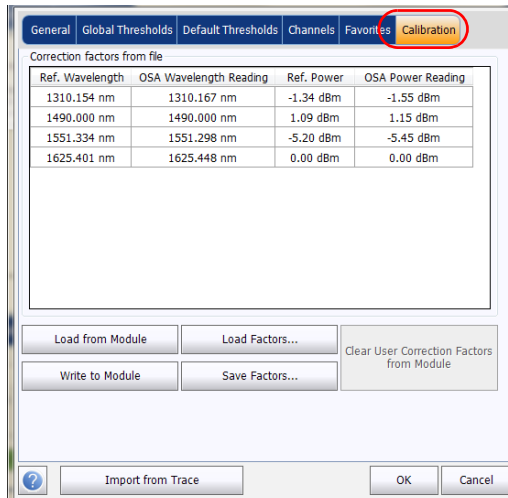 General Global Thresholds Default Thresholds Channels Favorites Calibration
Correction factors from file
Ref. Wavelength OSA Wavelength Reading Ref. Power OSA Power Reading
1310.154 nm 1310.167 nm -1.34 dBm -1.55 dBm
1490.000 nm 1490.000 nm 1.09 dBm 1.15 dBm
1551.334 nm 1551.298 nm -5.20 dBm -5.45 dBm
1625.401 nm 1625.448 nm 0.00 dBm 0.00 dBm
Load from Module Load Factors...
Clear User Correction Factors
from Module
Write to Module Save Factors...
? Import from Trace OK Cancel